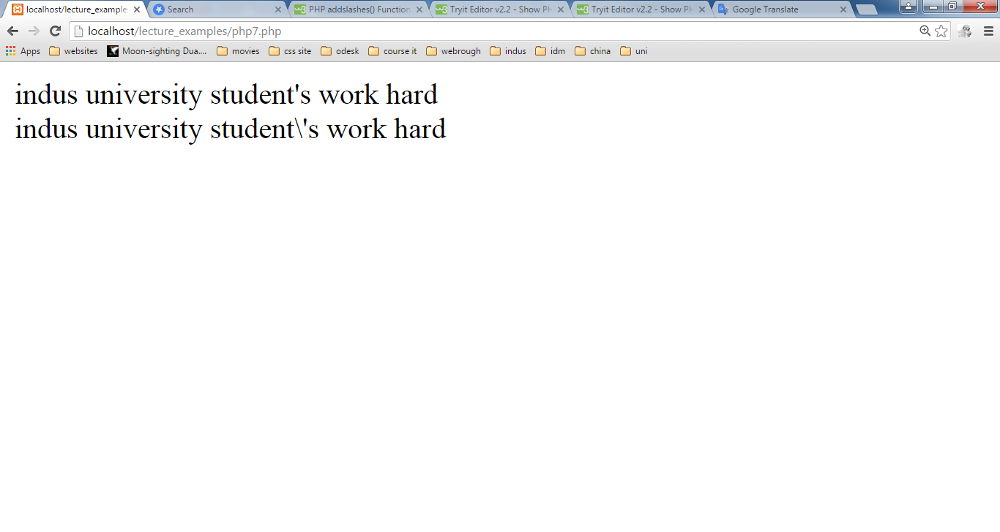 localhost/lecture_example
Search
PHP addslashes() Function
Tryit Editor v2.2 - Show PH
Tryit Editor v2.2 - Show PH
Google Translate
localhost/lecture_examples/php7.php
Apps
websites
Moon-sighting Dua....
movies
css site
odesk
course it
webrough
indus
idm
china
uni
indus university student's work hard
indus university student\'s work hard